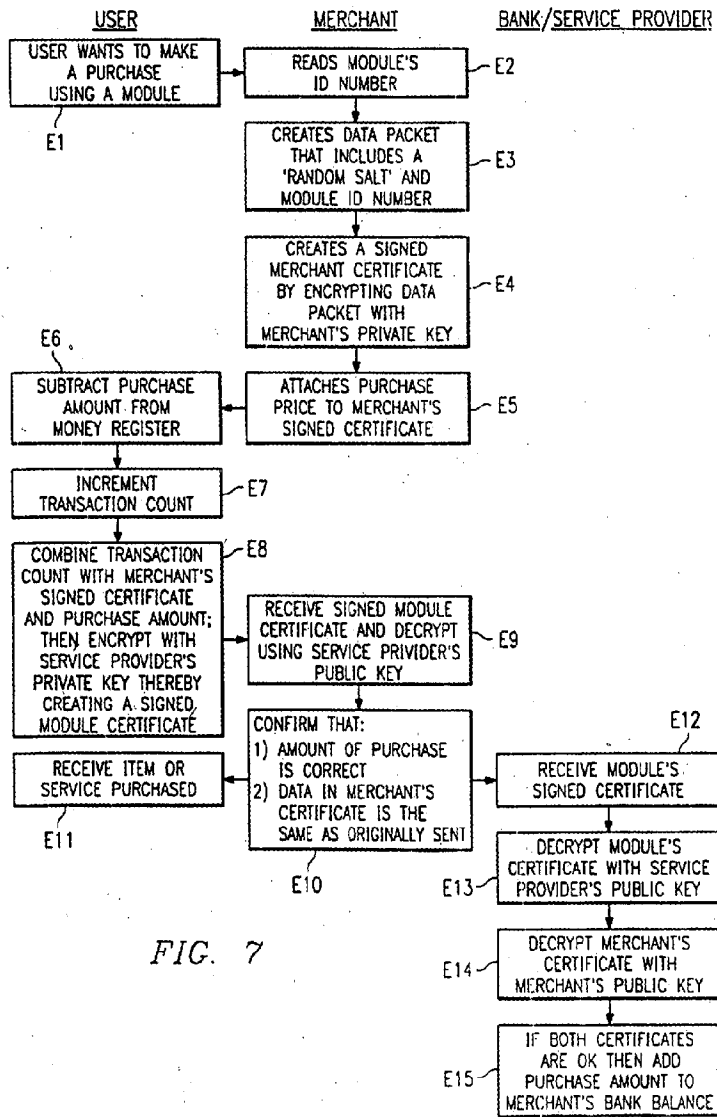 USER
MERCHANT
BANK/SERVICE PROVIDER
USER WANTS TO MAKE
A PURCHASE
USING A MODULE
E1
READS MODULE'S
ID NUMBER
E2
CREATES DATA PACKET
THAT INCLUDES A
'RANDOM SALT' AND
MODULE ID NUMBER
E3
CREATES A SIGNED
MERCHANT CERTIFICATE
BY ENCRYPTING DATA
PACKET WITH
MERCHANT'S PRIVATE KEY
E4
ATTACHES PURCHASE
PRICE TO MERCHANT'S
SIGNED CERTIFICATE
E5
E6
SUBTRACT PURCHASE
AMOUNT FROM
MONEY REGISTER
INCREMENT
TRANSACTION COUNT
E7
COMBINE TRANSACTION
COUNT WITH MERCHANT'S
SIGNED CERTIFICATE
AND PURCHASE AMOUNT;
THEN ENCRYPT WITH
SERVICE PROVIDER'S
PRIVATE KEY THEREBY
CREATING A SIGNED
MODULE CERTIFICATE
E8
RECEIVE SIGNED MODULE
CERTIFICATE AND DECRYPT
USING SERVICE PROVIDER'S
PUBLIC KEY
E9
CONFIRM THAT:
1) AMOUNT OF PURCHASE
IS CORRECT
2) DATA IN MERCHANT'S
CERTIFICATE IS THE
SAME AS ORIGINALLY SENT
E10
RECEIVE ITEM OR
SERVICE PURCHASED
E11
E12
RECEIVE MODULE'S
SIGNED CERTIFICATE
DECRYPT MODULE'S
CERTIFICATE WITH SERVICE
PROVIDER'S PUBLIC KEY
E13
DECRYPT MERCHANT'S
CERTIFICATE WITH
MERCHANT'S PUBLIC KEY
E14
IF BOTH CERTIFICATES
ARE OK THEN ADD
PURCHASE AMOUNT TO
MERCHANT'S BANK BALANCE
E15
FIG. 7